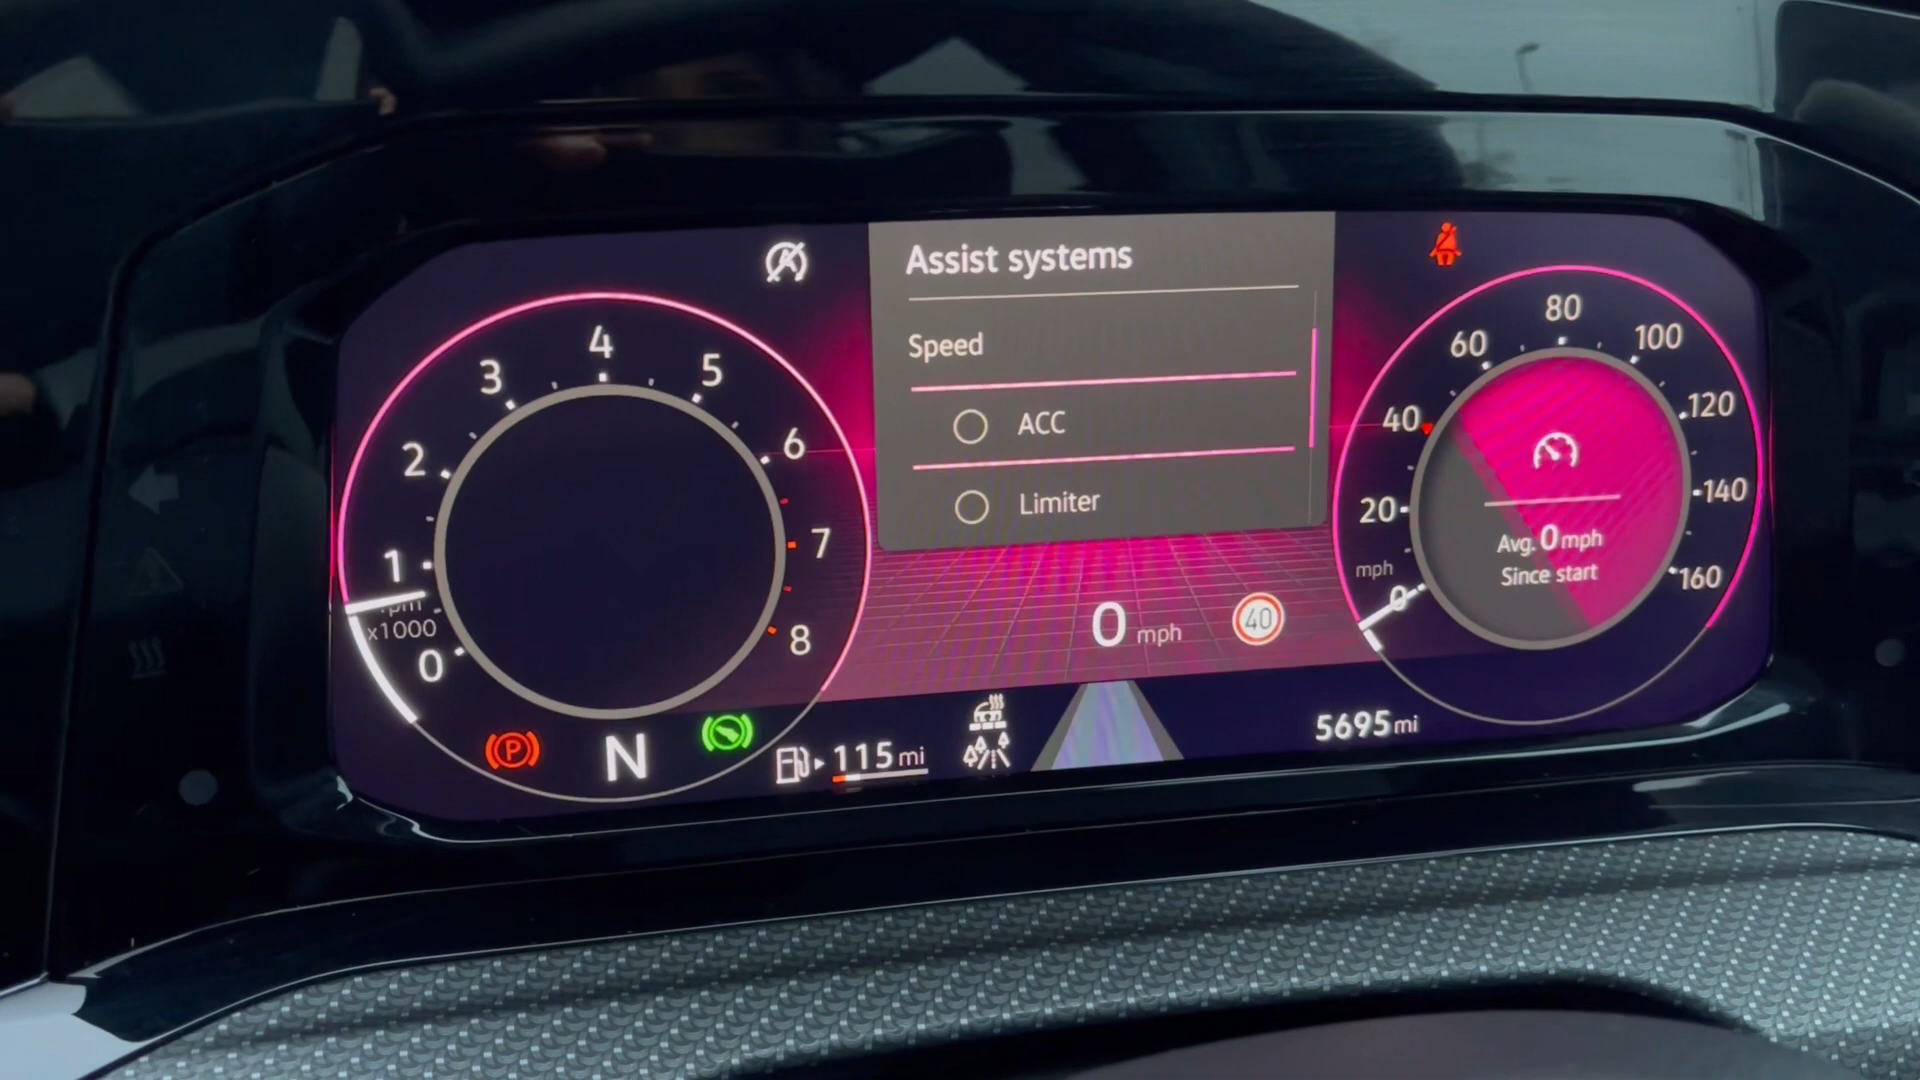 Assist systems
Speed
ACC
Limiter
0 mph
40
0
x1000
1
2
3
4
5
6
7
8
P
N
115 mi
0
mph
20
40
60
80
100
120
140
160
Avg. 0 mph
Since start
5695 mi